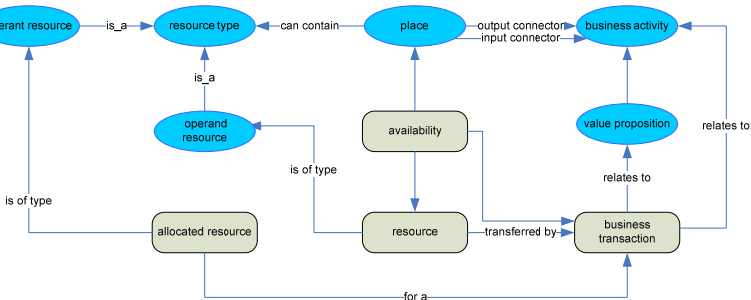 erant resource
is_a
resource type
can contain
place
output connector
input connector
business activity
is_a
operand
resource
availability
value proposition
relates to
is of type
relates to
is of type
allocated resource
resource
transferred by
business
transaction
for a